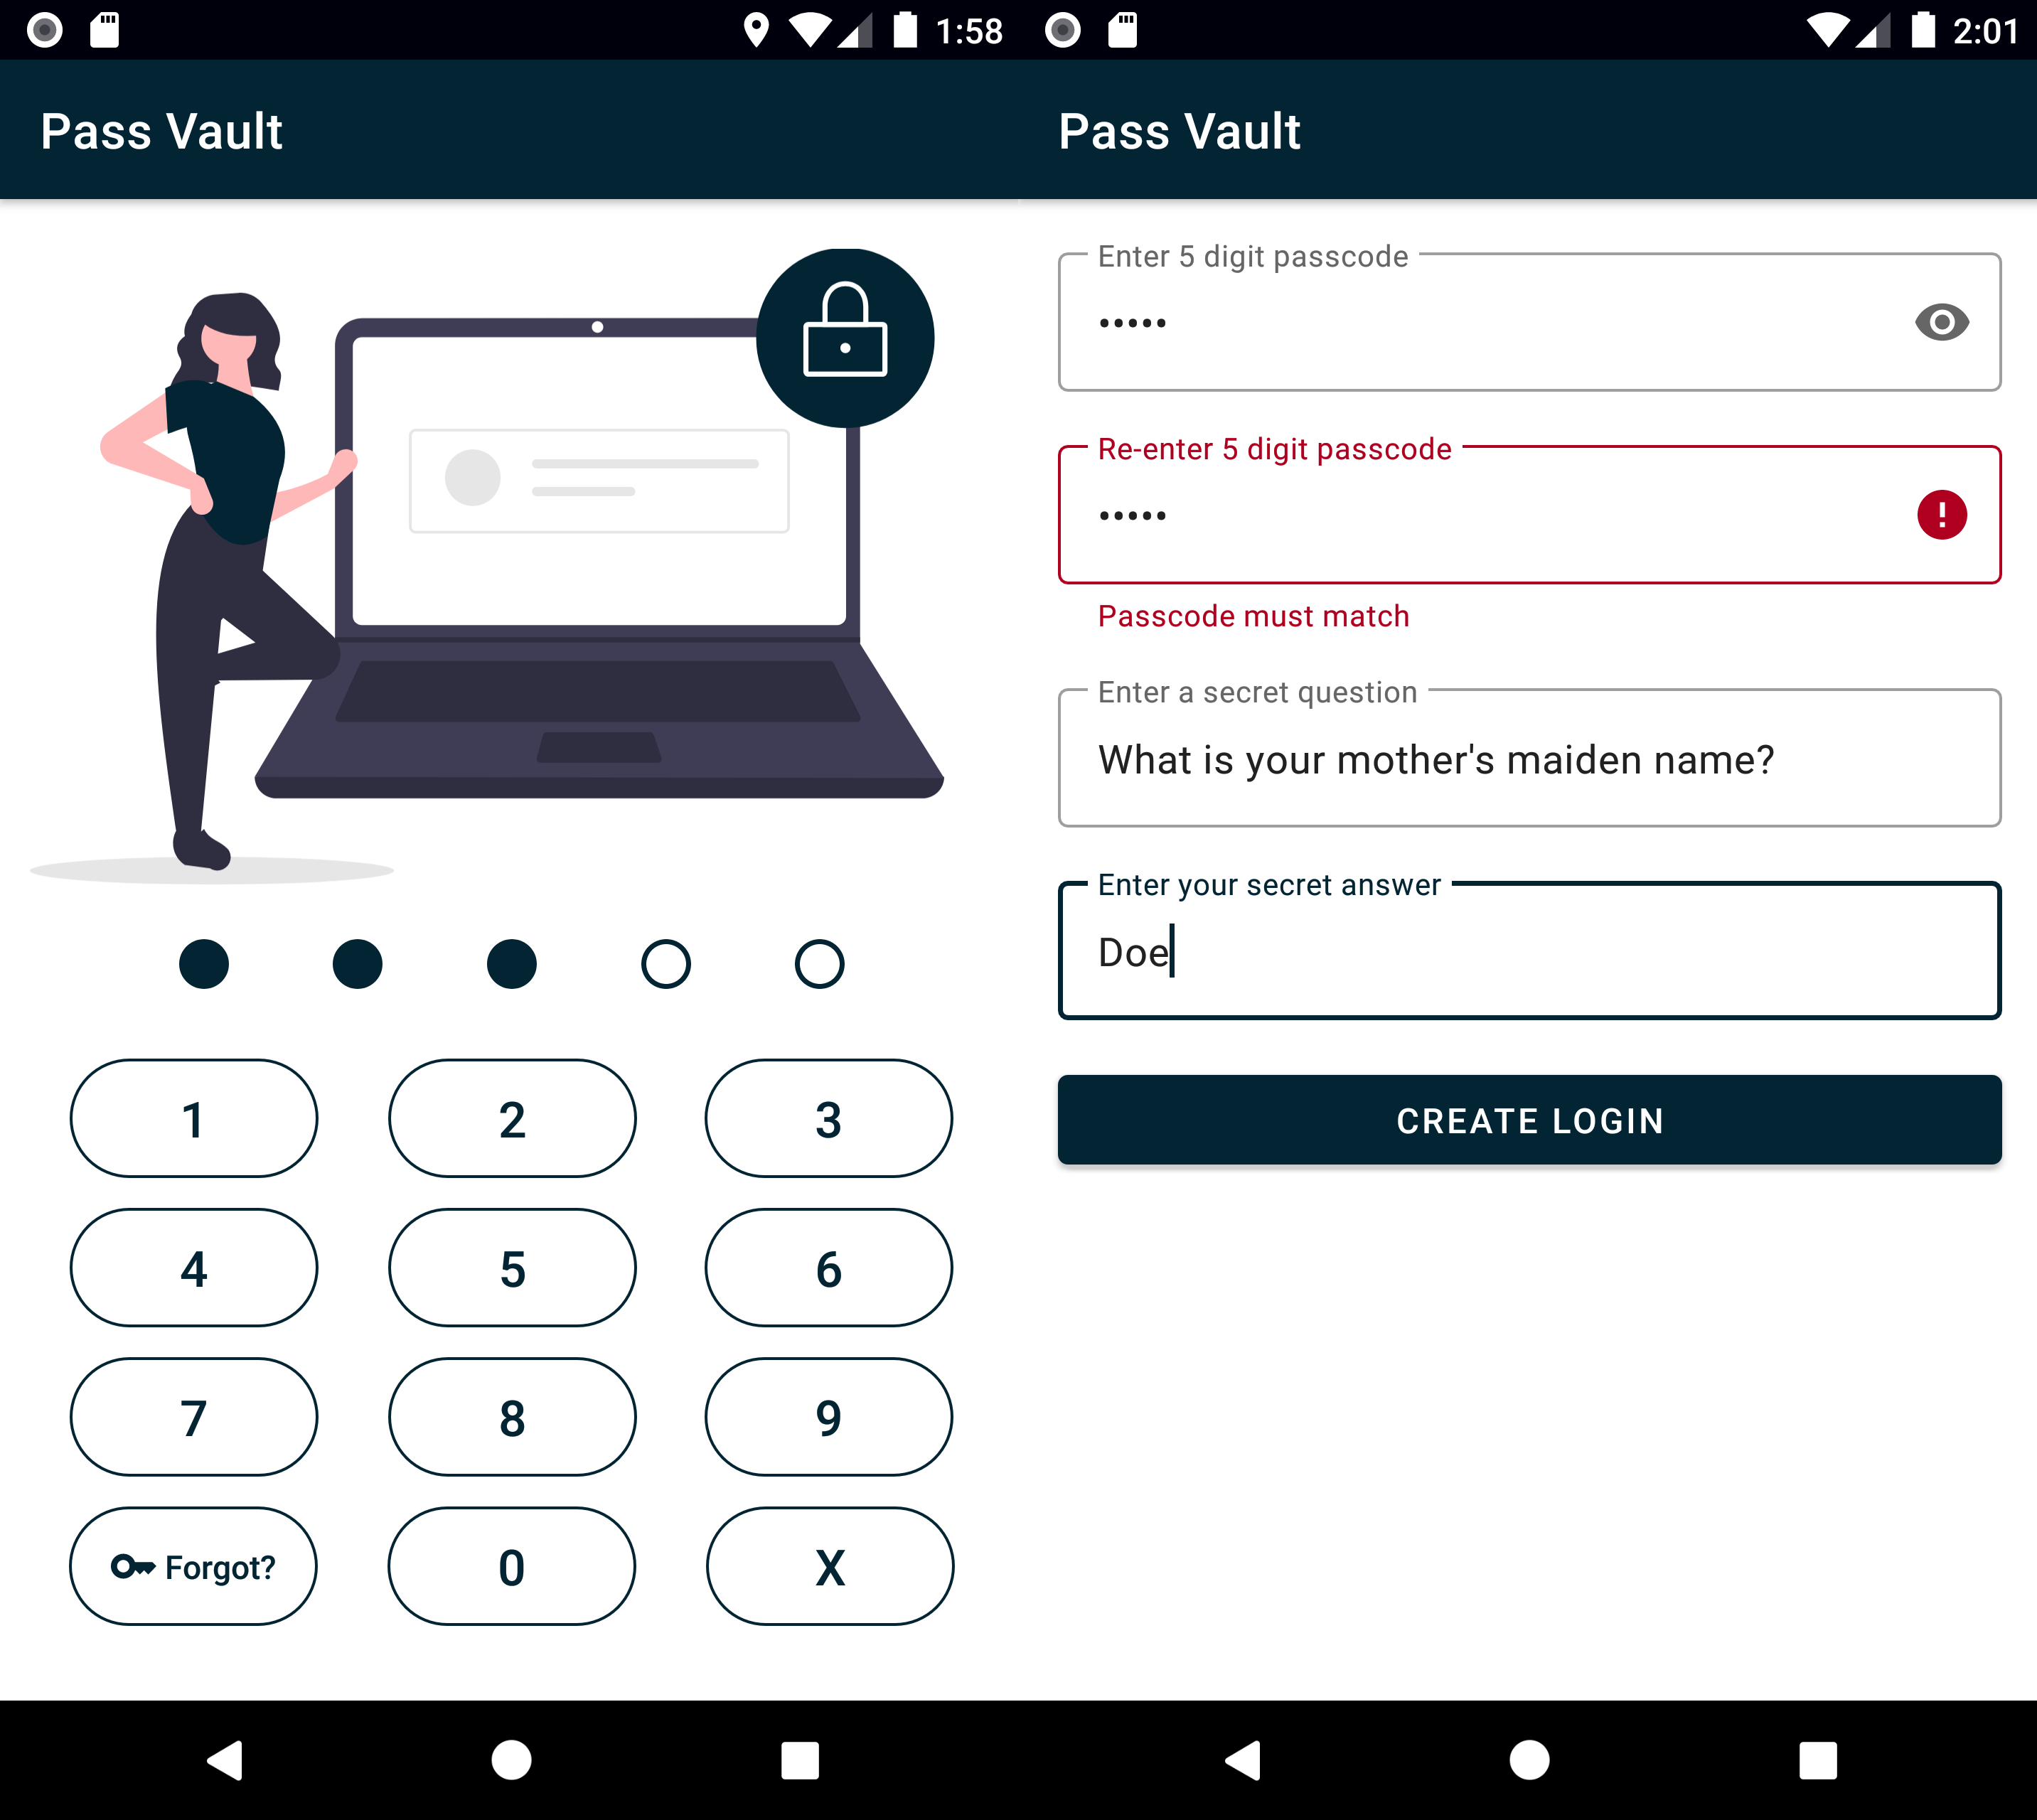 1:58
Pass Vault
1 2 3
4 5 6
7 8 9
Forgot? 0 X
2:01
Pass Vault
Enter 5 digit passcode
•••••
Re-enter 5 digit passcode
•••••
Passcode must match
Enter a secret question
What is your mother's maiden name?
Enter your secret answer
Doe
CREATE LOGIN